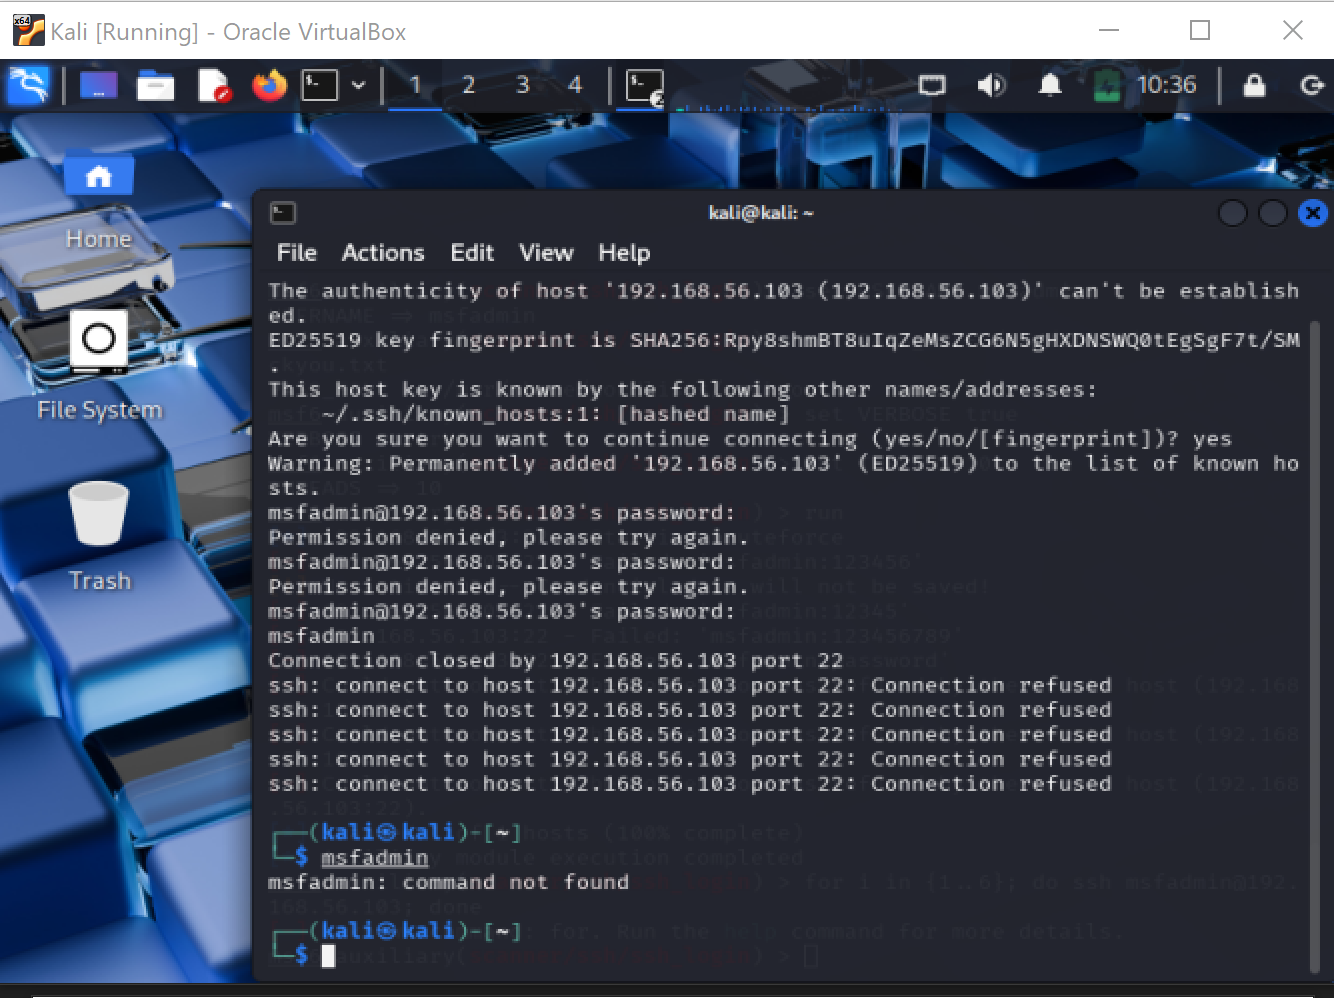 Kali [Running] - Oracle VirtualBox
1 2 3 4 2 10:36
Home
File System
Trash
kali@kali: ~
File Actions Edit View Help
The authenticity of host '192.168.56.103 (192.168.56.103)' can't be establish
ed.
ED25519 key fingerprint is SHA256:Rpy8shmBT8uIqZeMsZCG6N5gHXDNSWQ0tEgSgF7t/SM
.
This host key is known by the following other names/addresses:
~/.ssh/known_hosts:1: [hashed name]
Are you sure you want to continue connecting (yes/no/[fingerprint])? yes
Warning: Permanently added '192.168.56.103' (ED25519) to the list of known ho
sts.
msfadmin@192.168.56.103's password:
Permission denied, please try again.
msfadmin@192.168.56.103's password:
Permission denied, please try again.
msfadmin@192.168.56.103's password:
msfadmin
Connection closed by 192.168.56.103 port 22
ssh: connect to host 192.168.56.103 port 22: Connection refused
ssh: connect to host 192.168.56.103 port 22: Connection refused
ssh: connect to host 192.168.56.103 port 22: Connection refused
ssh: connect to host 192.168.56.103 port 22: Connection refused
ssh: connect to host 192.168.56.103 port 22: Connection refused
┌──(kali㉿kali)-[~]
└─$ msfadmin
msfadmin: command not found
┌──(kali㉿kali)-[~]
└─$